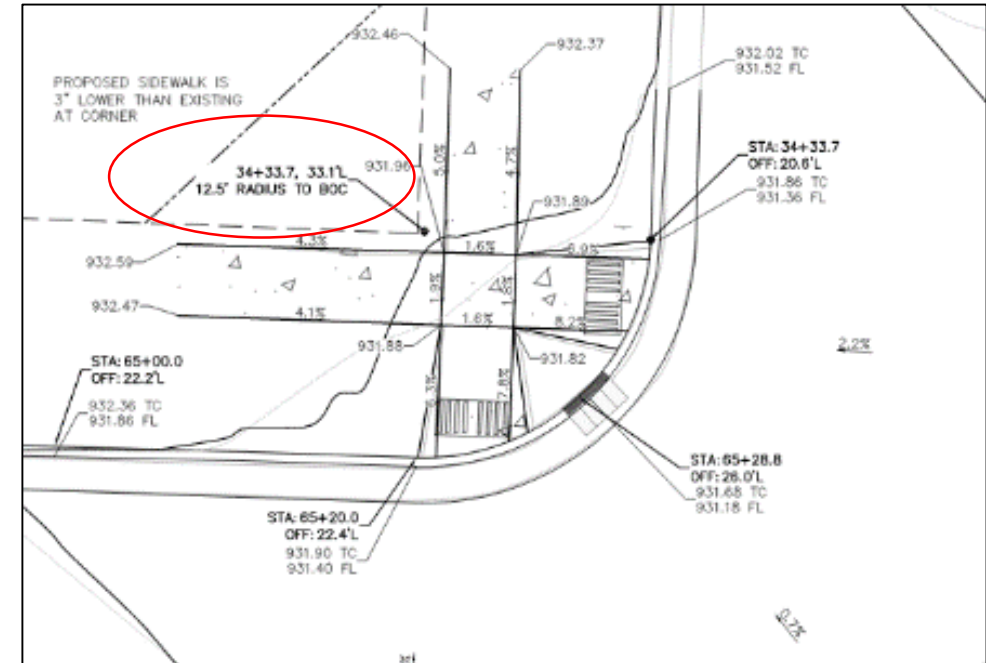 932.46
932.37
932.02 TC
931.52 FL
PROPOSED SIDEWALK IS
3" LOWER THAN EXISTING
AT CORNER
34+33.7, 33.1'L
12.5' RADIUS TO BOC
931.96
5.0%
4.7%
STA: 34+33.7
OFF: 20.6'L
931.86 TC
931.36 FL
931.89
4.3%
1.6%
6.9%
932.59
1.9%
932.47
4.1%
1.6%
8.2%
931.88
931.82
2.2%
STA: 65+00.0
OFF: 22.2'L
932.36 TC
931.86 FL
6.3%
7.8%
STA: 65+28.8
OFF: 26.0'L
931.68 TC
931.18 FL
STA: 65+20.0
OFF: 22.4'L
931.90 TC
931.40 FL
0.7%